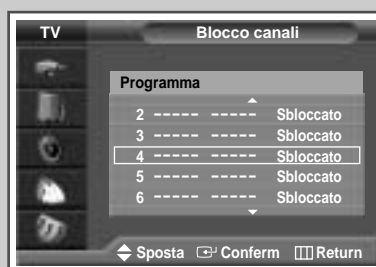 TV Blocco canali
Programma
2 ----- ----- Sbloccato
3 ----- ----- Sbloccato
4 ----- ----- Sbloccato
5 ----- ----- Sbloccato
6 ----- ----- Sbloccato
Sposta Conferm Return